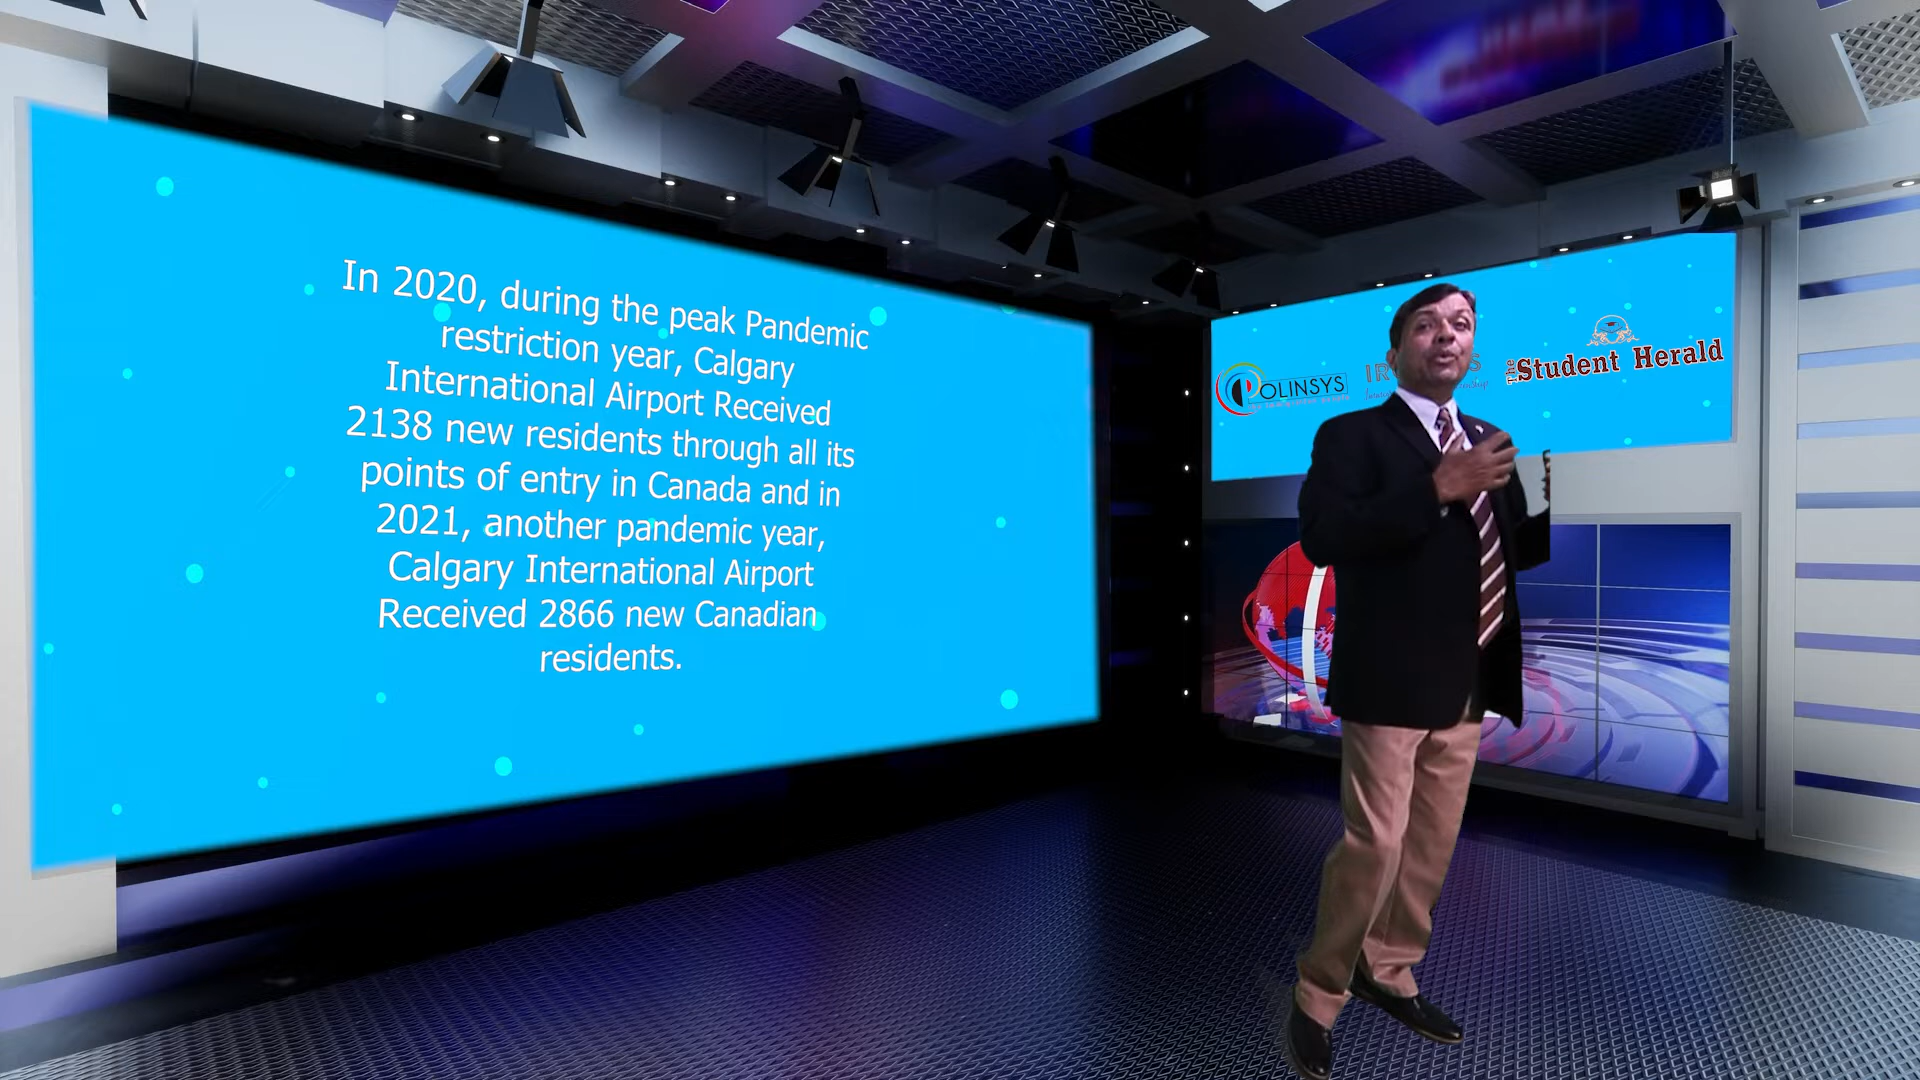 In 2020, during the peak Pandemic
restriction year, Calgary
International Airport Received
2138 new residents through all its
points of entry in Canada and in
2021, another pandemic year,
Calgary International Airport
Received 2866 new Canadian
residents.
POLINSYS
The Student Herald